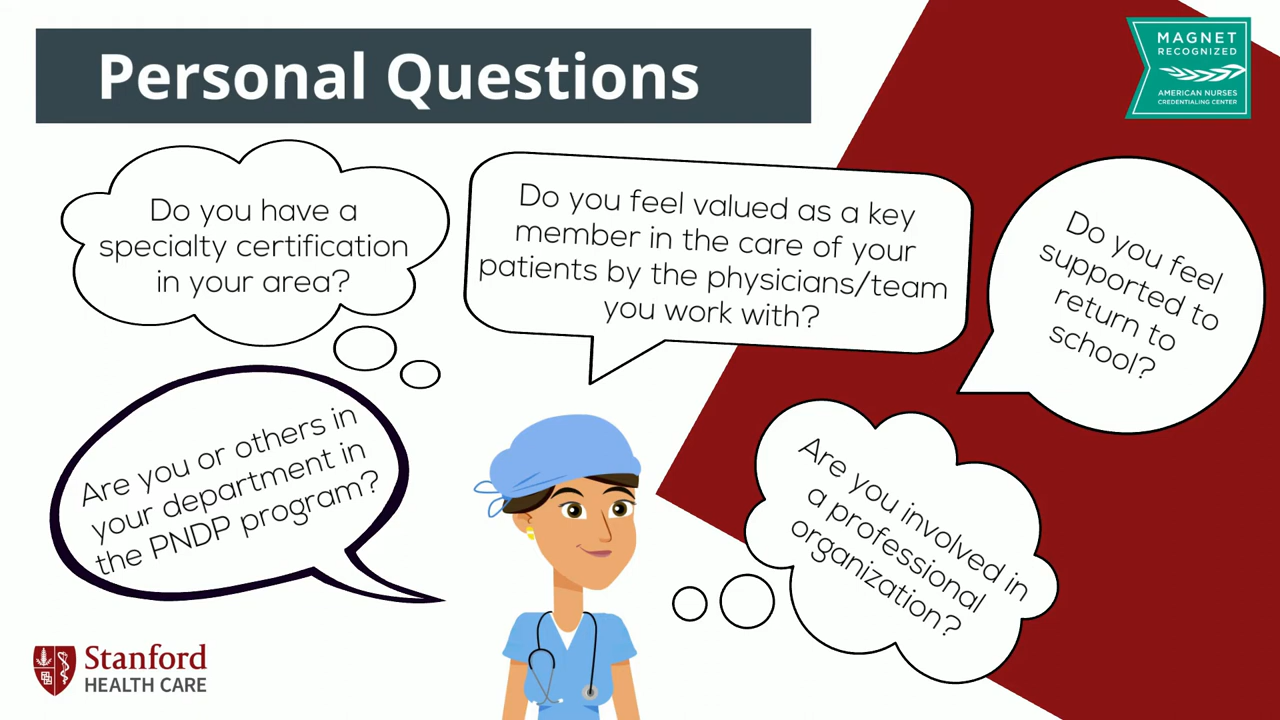 Personal Questions
MAGNET
RECOGNIZED
AMERICAN NURSES
CREDENTIALING CENTER
Do you have a
specialty certification
in your area?
Do you feel valued as a key
member in the care of your
patients by the physicians/team
you work with?
Do you feel
supported to
return to
school?
Are you or others in
your department in
the PNDP program?
Are you involved in
a professional
organization?
Stanford
HEALTH CARE